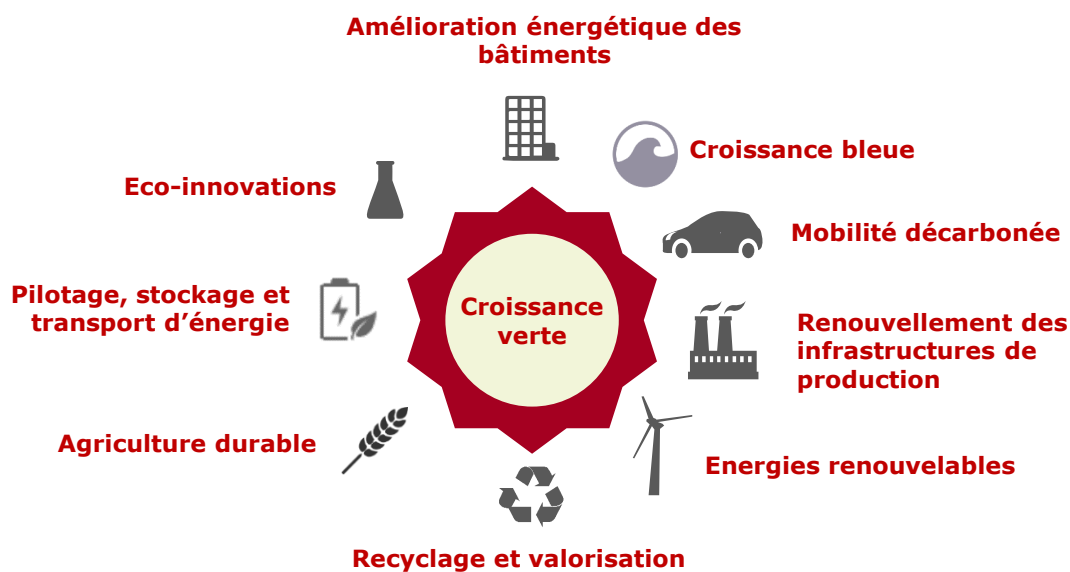 Amélioration énergétique des
bâtiments
Croissance bleue
Eco-innovations
Mobilité décarbonée
Pilotage, stockage et
transport d’énergie
Croissance
verte
Renouvellement des
infrastructures de
production
Agriculture durable
Energies renouvelables
Recyclage et valorisation